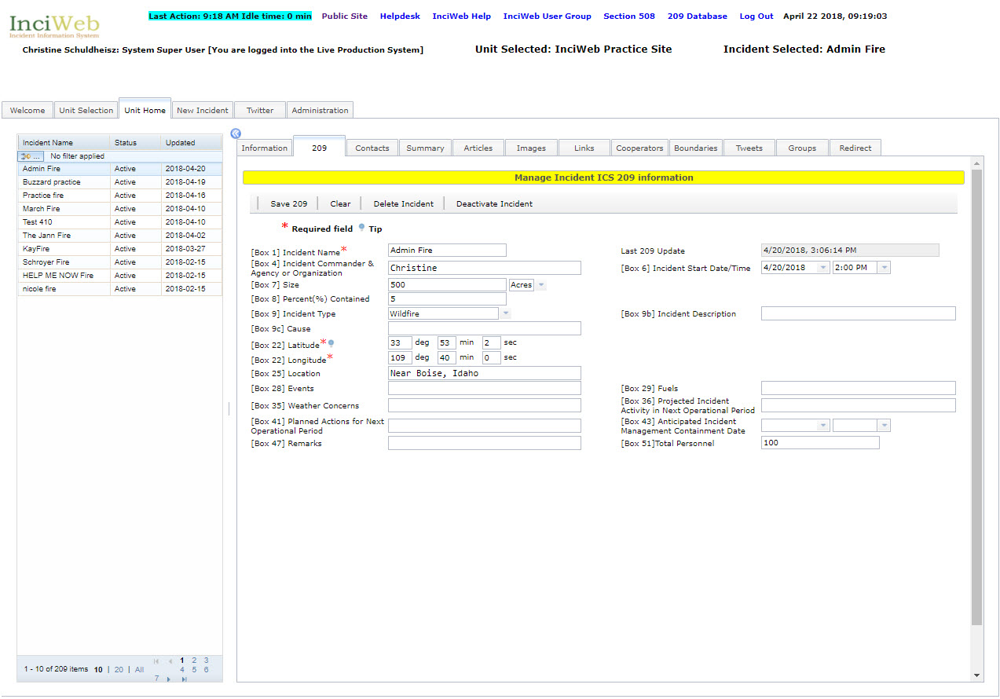 InciWeb
Incident Information System
Last Action: 9:18 AM Idle time: 0 min Public Site Helpdesk InciWeb Help InciWeb User Group Section 508 209 Database Log Out April 22 2018, 09:19:03
Christine Schuldheisz: System Super User [You are logged into the Live Production System] Unit Selected: InciWeb Practice Site Incident Selected: Admin Fire
Welcome Unit Selection Unit Home New Incident Twitter Administration
Incident Name Status Updated
... No filter applied
Admin Fire Active 2018-04-20
Buzzard practice Active 2018-04-19
Practice fire Active 2018-04-16
March Fire Active 2018-04-10
Test 410 Active 2018-04-10
The Jann Fire Active 2018-04-02
KayFire Active 2018-03-27
Schroyer Fire Active 2018-02-15
HELP ME NOW Fire Active 2018-02-15
nicole fire Active 2018-02-15
1 - 10 of 209 items 10 | 20 | All
1 2 3
4 5 6
7
Information 209 Contacts Summary Articles Images Links Cooperators Boundaries Tweets Groups Redirect
Manage Incident ICS 209 information
Save 209 Clear Delete Incident Deactivate Incident
* Required field Tip
[Box 1] Incident Name* Admin Fire Last 209 Update 4/20/2018, 3:06:14 PM
[Box 4] Incident Commander &
Agency or Organization Christine [Box 6] Incident Start Date/Time 4/20/2018 2:00 PM
[Box 7] Size 500 Acres
[Box 8] Percent(%) Contained 5
[Box 9] Incident Type Wildfire [Box 9b] Incident Description
[Box 9c] Cause
[Box 22] Latitude* 33 deg 53 min 2 sec
[Box 22] Longitude* 109 deg 40 min 0 sec
[Box 25] Location Near Boise, Idaho
[Box 28] Events [Box 29] Fuels
[Box 35] Weather Concerns [Box 36] Projected Incident
Activity in Next Operational Period
[Box 41] Planned Actions for Next
Operational Period [Box 43] Anticipated Incident
Management Containment Date
[Box 47] Remarks [Box 51]Total Personnel 100